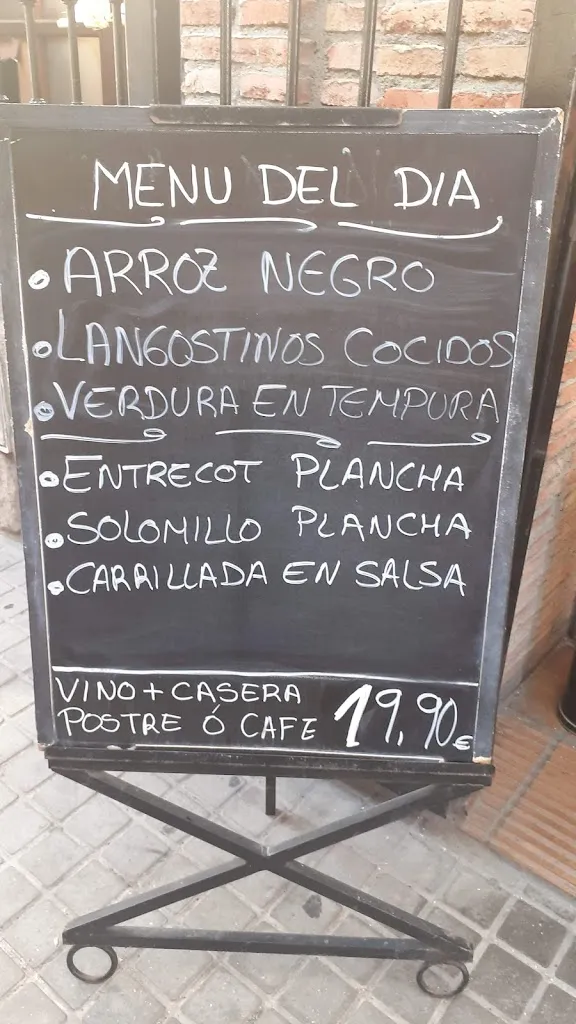 MENU DEL DIA
• ARROZ NEGRO
• LANGOSTINOS COCIDOS
• VERDURA EN TEMPURA
• ENTRECOT PLANCHA
• SOLOMILLO PLANCHA
• CARRILLADA EN SALSA
VINO + CASERA
POSTRE Ó CAFE 19,90€